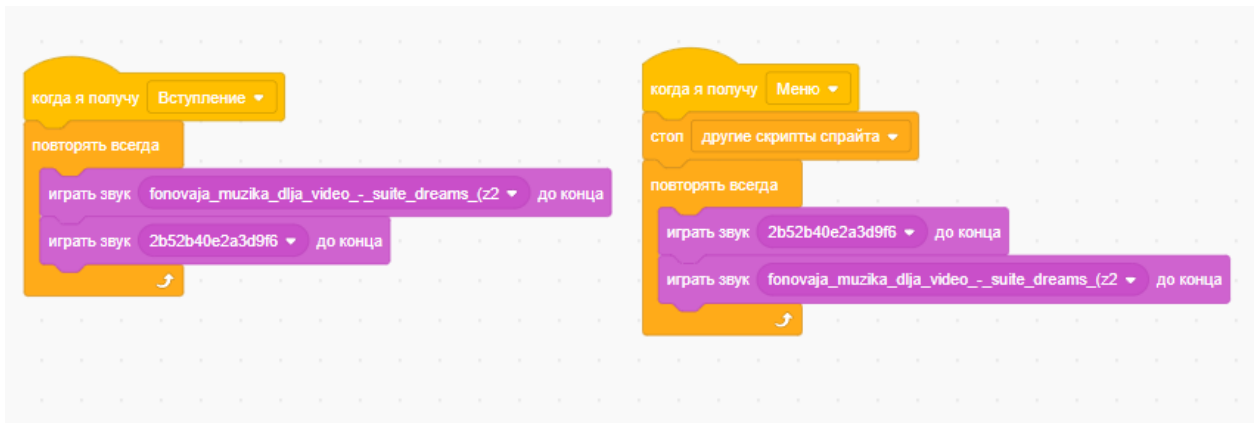 когда я получу Вступление
повторять всегда
играть звук fonovaja_muzika_dlja_video_-_suite_dreams_(z2 до конца
играть звук 2b52b40e2a3d9f6 до конца
когда я получу Меню
стоп другие скрипты спрайта
повторять всегда
играть звук 2b52b40e2a3d9f6 до конца
играть звук fonovaja_muzika_dlja_video_-_suite_dreams_(z2 до конца